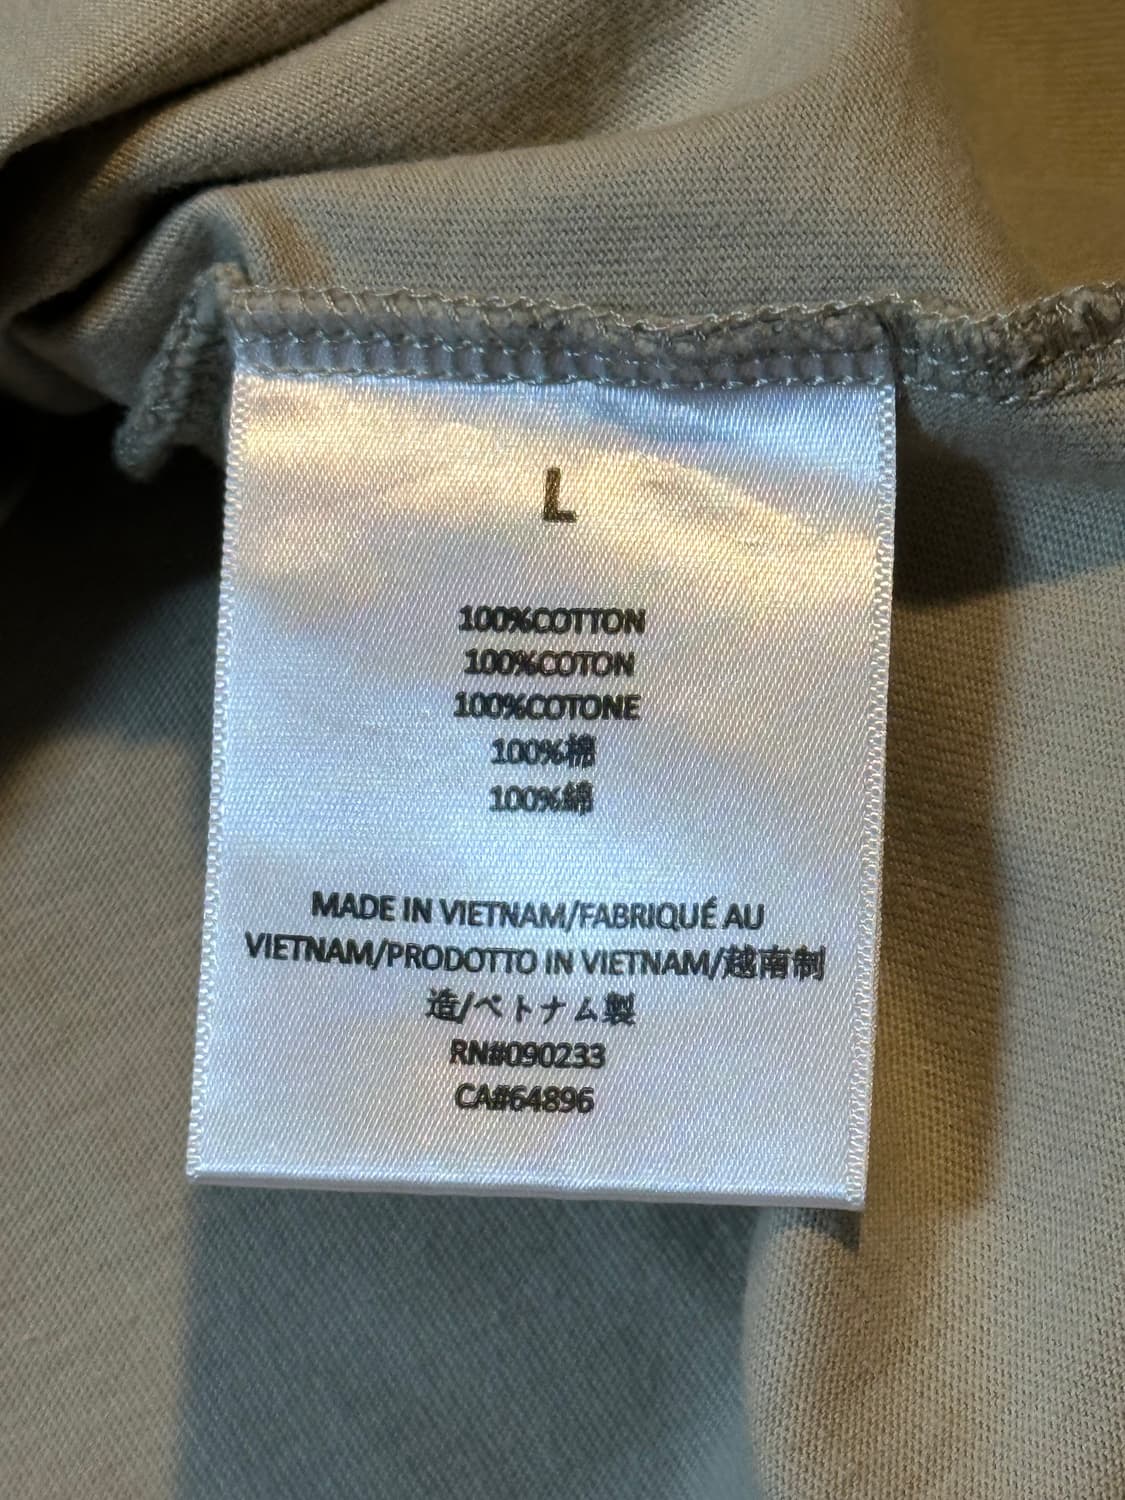 L
100%COTTON
100%COTON
100%COTONE
100%棉
100%綿
MADE IN VIETNAM/FABRIQUÉ AU
VIETNAM/PRODOTTO IN VIETNAM/越南制
造/ベトナム製
RN#090233
CA#64896